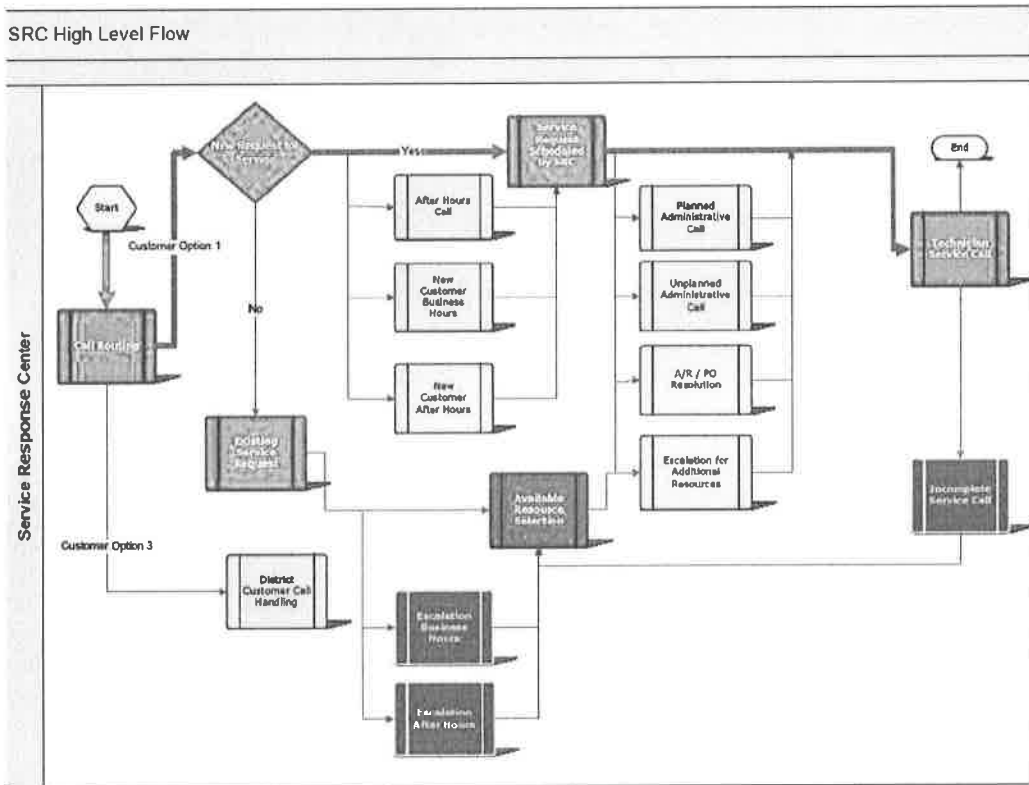 SRC High Level Flow
Service Response Center
Start
Customer Option 1
Call Routing
New Request for
Server
Yes
No
Service
Request
Scheduled
by SRC
After Hours
Call
New
Customer
Business
Hours
New
Customer
After Hours
Planned
Administrative
Call
Unplanned
Administrative
Call
A/R / PO
Resolution
Escalation for
Additional
Resources
End
Technician
Service Call
Incomplete
Service Call
Existing
Service
Request
Available
Resource
Selection
Customer Option 3
District
Customer Call
Handling
Escalation
Business
Hours
Escalation
After Hours